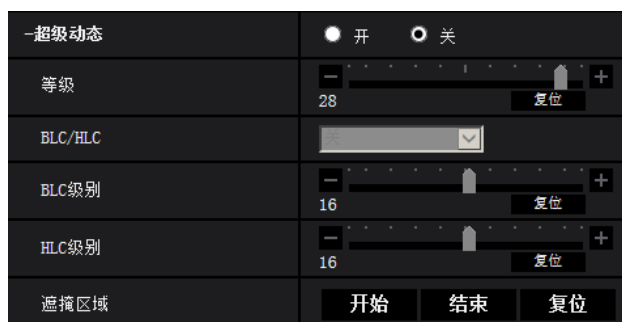 -超级动态 开 关
等级 28 复位
BLC/HLC 关
BLC级别 16 复位
HLC级别 16 复位
遮掩区域 开始 结束 复位